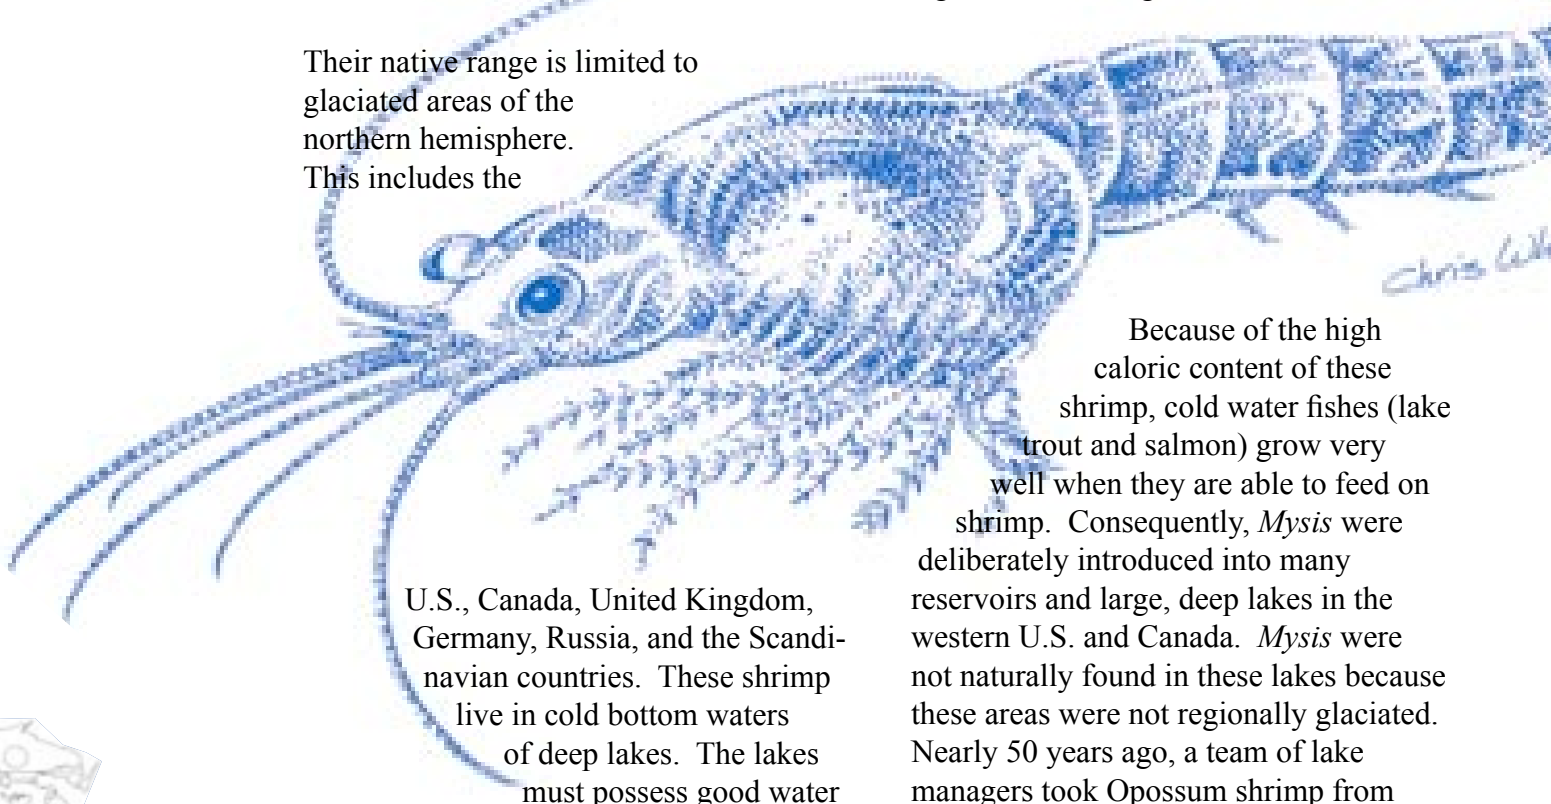 Their native range is limited to
glaciated areas of the
northern hemisphere.
This includes the
U.S., Canada, United Kingdom,
Germany, Russia, and the Scandi-
navian countries.  These shrimp
live in cold bottom waters
of deep lakes.  The lakes
must possess good water
Chris
Because of the high
caloric content of these
shrimp, cold water fishes (lake
trout and salmon) grow very
well when they are able to feed on
shrimp.  Consequently, Mysis were
deliberately introduced into many
reservoirs and large, deep lakes in the
western U.S. and Canada.  Mysis were
not naturally found in these lakes because
these areas were not regionally glaciated.
Nearly 50 years ago, a team of lake
managers took Opossum shrimp from